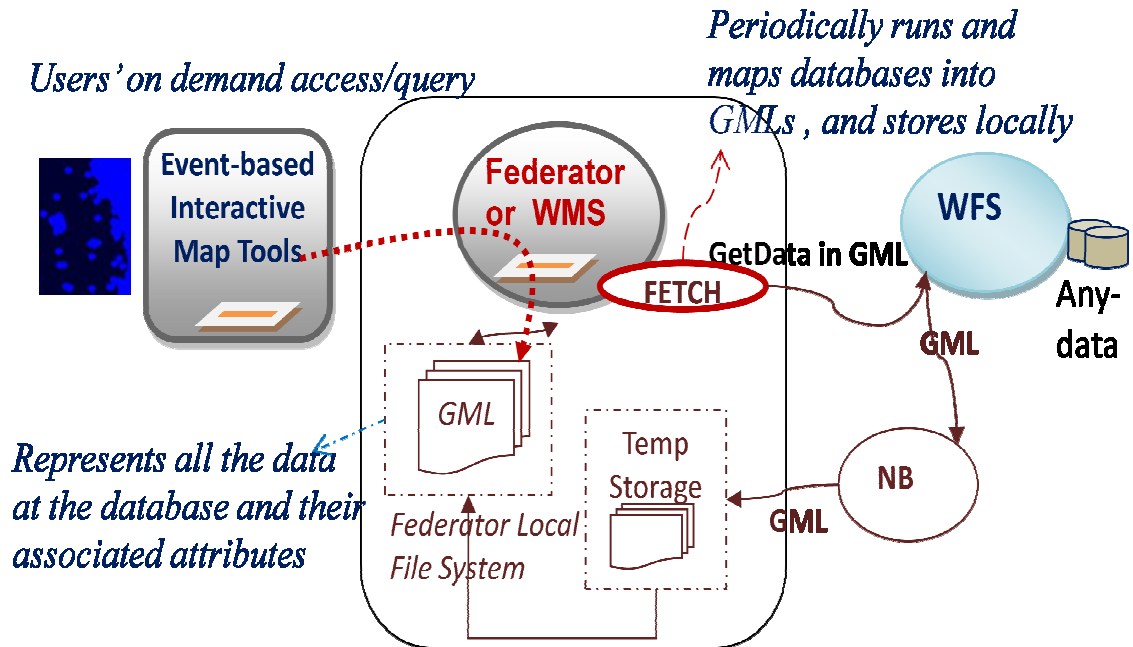 Periodically runs and
maps databases into
GMLs , and stores locally
Users’ on demand access/query
Event-based
Interactive
Map Tools
Federator
or WMS
FETCH
GetData in GML
WFS
Any-
data
GML
GML
Temp
Storage
NB
GML
Federator Local
File System
Represents all the data
at the database and their
associated attributes